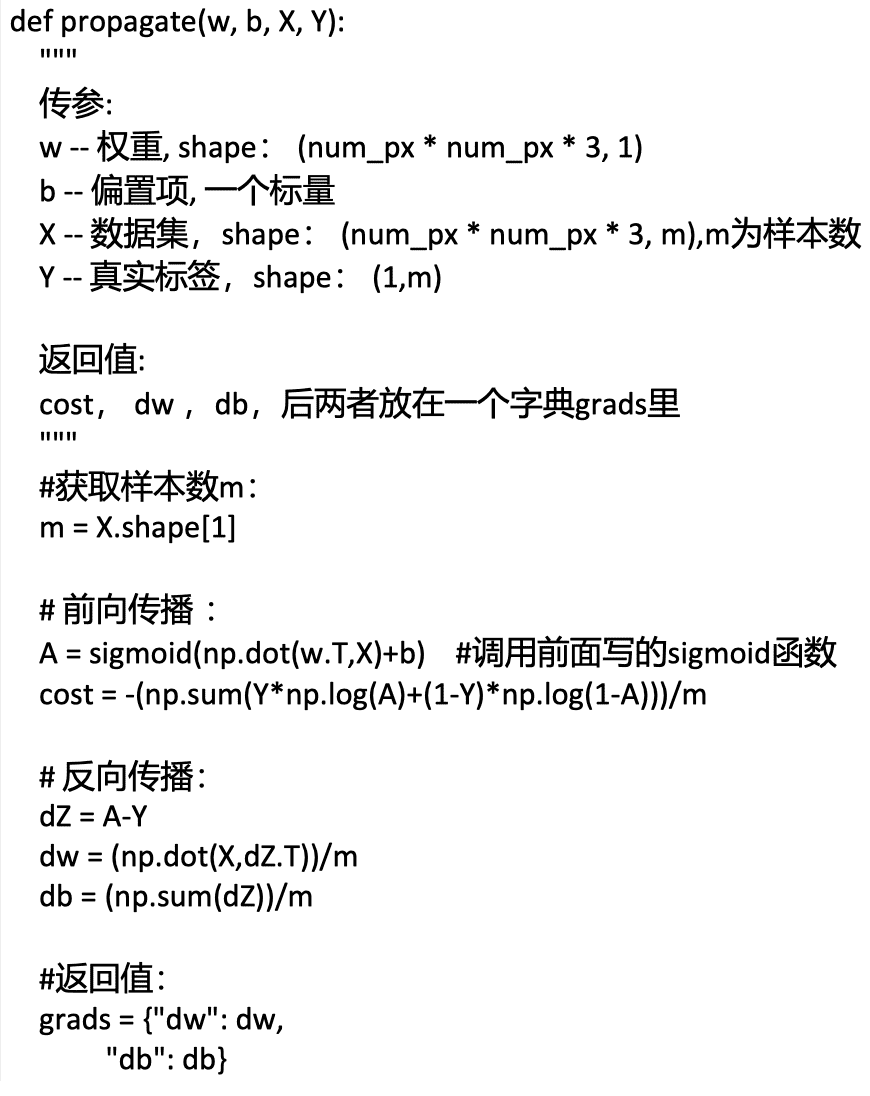 def propagate(w, b, X, Y):
"""
传参:
w -- 权重, shape： (num_px * num_px * 3, 1)
b -- 偏置项, 一个标量
X -- 数据集，shape： (num_px * num_px * 3, m),m为样本数
Y -- 真实标签，shape： (1,m)
返回值:
cost， dw ，db，后两者放在一个字典grads里
"""
#获取样本数m：
m = X.shape[1]
# 前向传播 ：
A = sigmoid(np.dot(w.T,X)+b) #调用前面写的sigmoid函数
cost = -(np.sum(Y*np.log(A)+(1-Y)*np.log(1-A)))/m
# 反向传播：
dZ = A-Y
dw = (np.dot(X,dZ.T))/m
db = (np.sum(dZ))/m
#返回值：
grads = {"dw": dw,
"db": db}